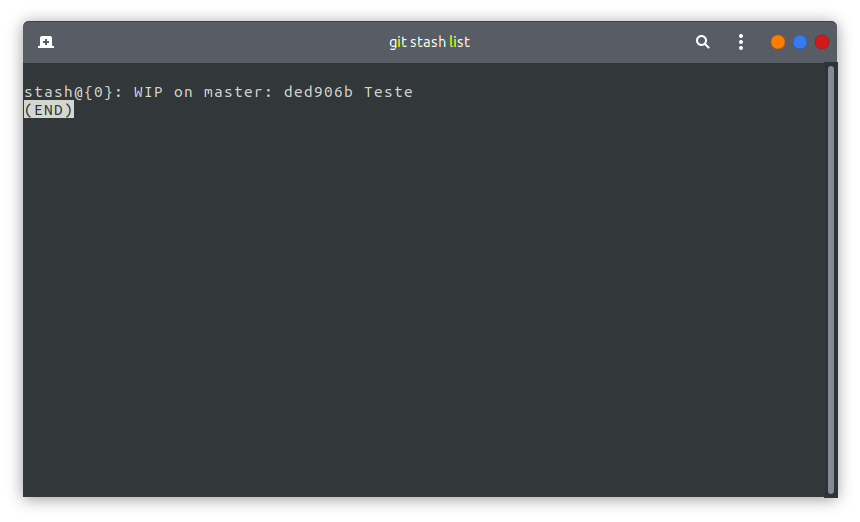 git stash list
stash@{0}: WIP on master: ded906b Teste
(END)